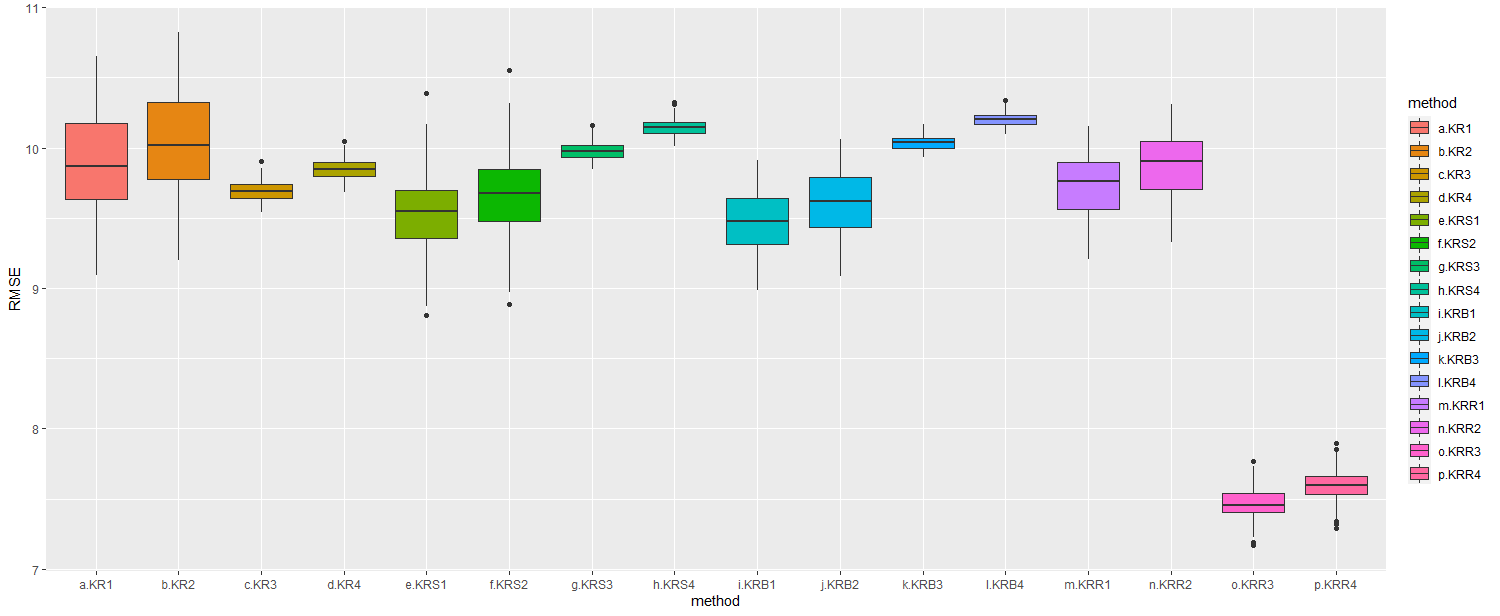 11
10
9
8
7
RMSE
a.KR1 b.KR2 c.KR3 d.KR4 e.KRS1 f.KRS2 g.KRS3 h.KRS4 i.KRB1 j.KRB2 k.KRB3 l.KRB4 m.KRR1 n.KRR2 o.KRR3 p.KRR4
method
method
a.KR1
b.KR2
c.KR3
d.KR4
e.KRS1
f.KRS2
g.KRS3
h.KRS4
i.KRB1
j.KRB2
k.KRB3
l.KRB4
m.KRR1
n.KRR2
o.KRR3
p.KRR4